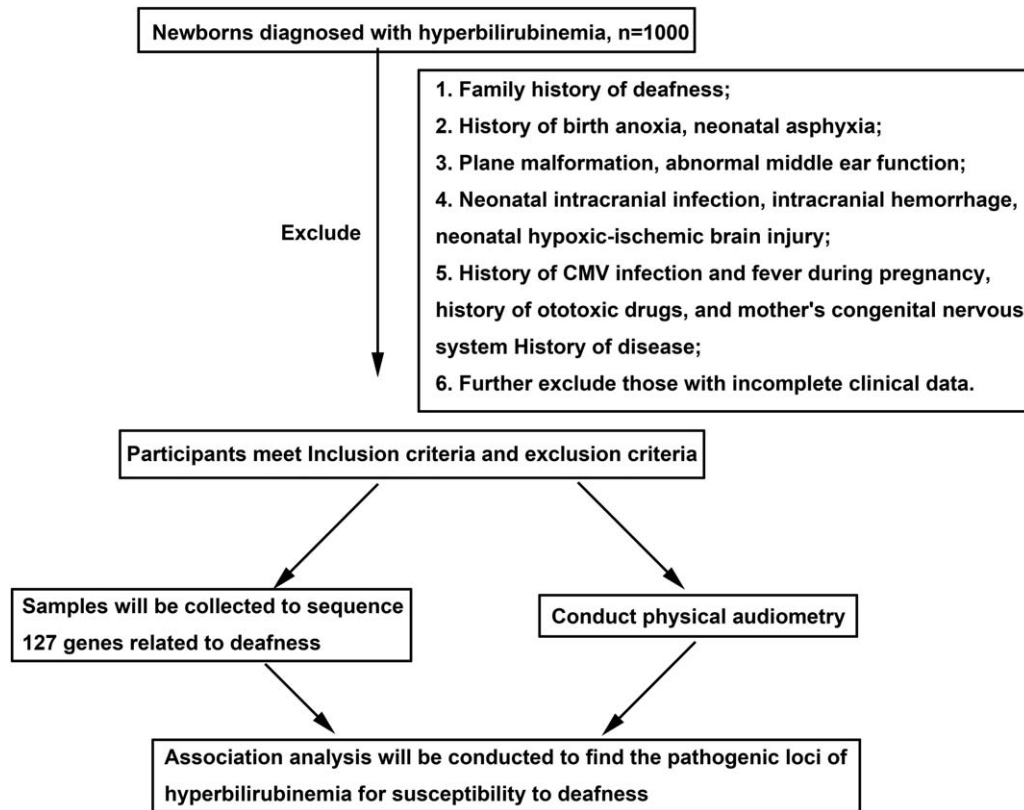 Newborns diagnosed with hyperbilirubinemia, n=1000
1. Family history of deafness;
2. History of birth anoxia, neonatal asphyxia;
3. Plane malformation, abnormal middle ear function;
4. Neonatal intracranial infection, intracranial hemorrhage,
neonatal hypoxic-ischemic brain injury;
5. History of CMV infection and fever during pregnancy,
history of ototoxic drugs, and mother's congenital nervous
system History of disease;
6. Further exclude those with incomplete clinical data.
Exclude
Participants meet Inclusion criteria and exclusion criteria
Samples will be collected to sequence
127 genes related to deafness
Conduct physical audiometry
Association analysis will be conducted to find the pathogenic loci of
hyperbilirubinemia for susceptibility to deafness